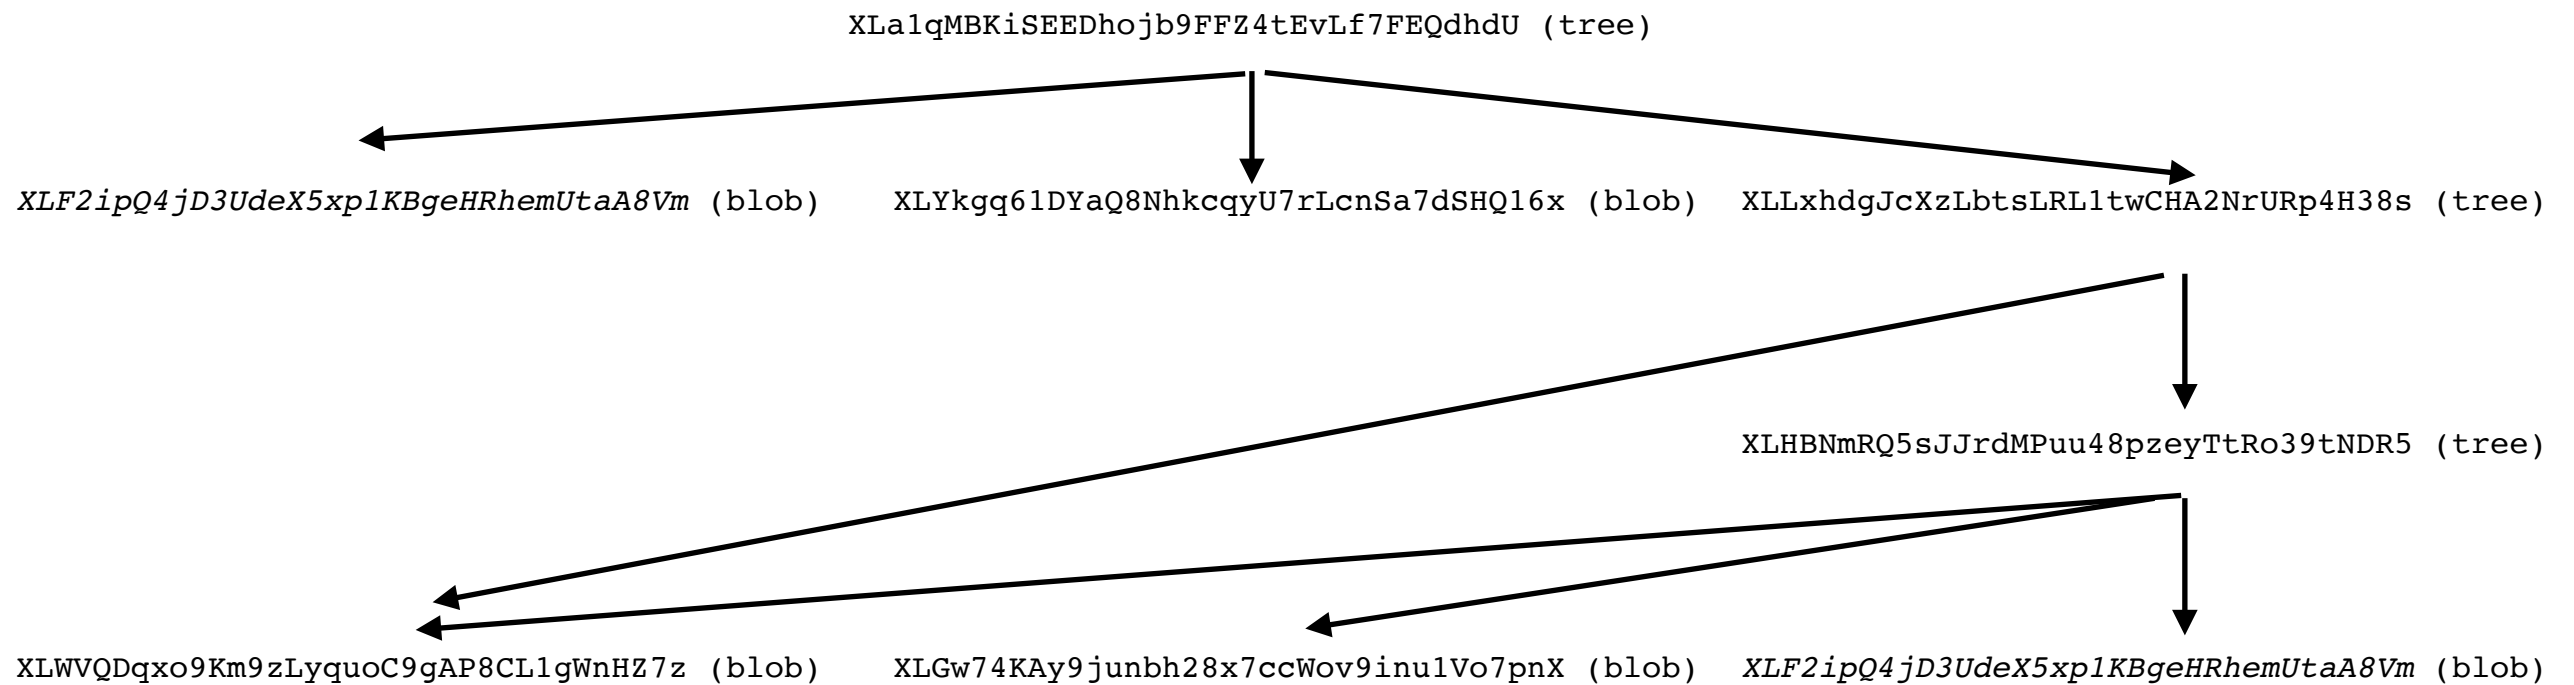 XLa1qMBKiSEEDhojb9FFZ4tEvLf7FEQdhdU (tree)
XLF2ipQ4jD3UdeX5xp1KBgeHRhemUtaA8Vm (blob)
XLYkgq61DYaQ8NhkcqyU7rLcnSa7dSHQ16x (blob)
XLLxhdgJcXzLbtsLRL1twCHA2NrURp4H38s (tree)
XLHBNmRQ5sJJrdMPuu48pzeyTtRo39tNDR5 (tree)
XLWVQDqxo9Km9zLyquoC9gAP8CL1gWnHZ7z (blob)
XLGw74KAy9junbh28x7ccWov9inu1Vo7pnX (blob)
XLF2ipQ4jD3UdeX5xp1KBgeHRhemUtaA8Vm (blob)